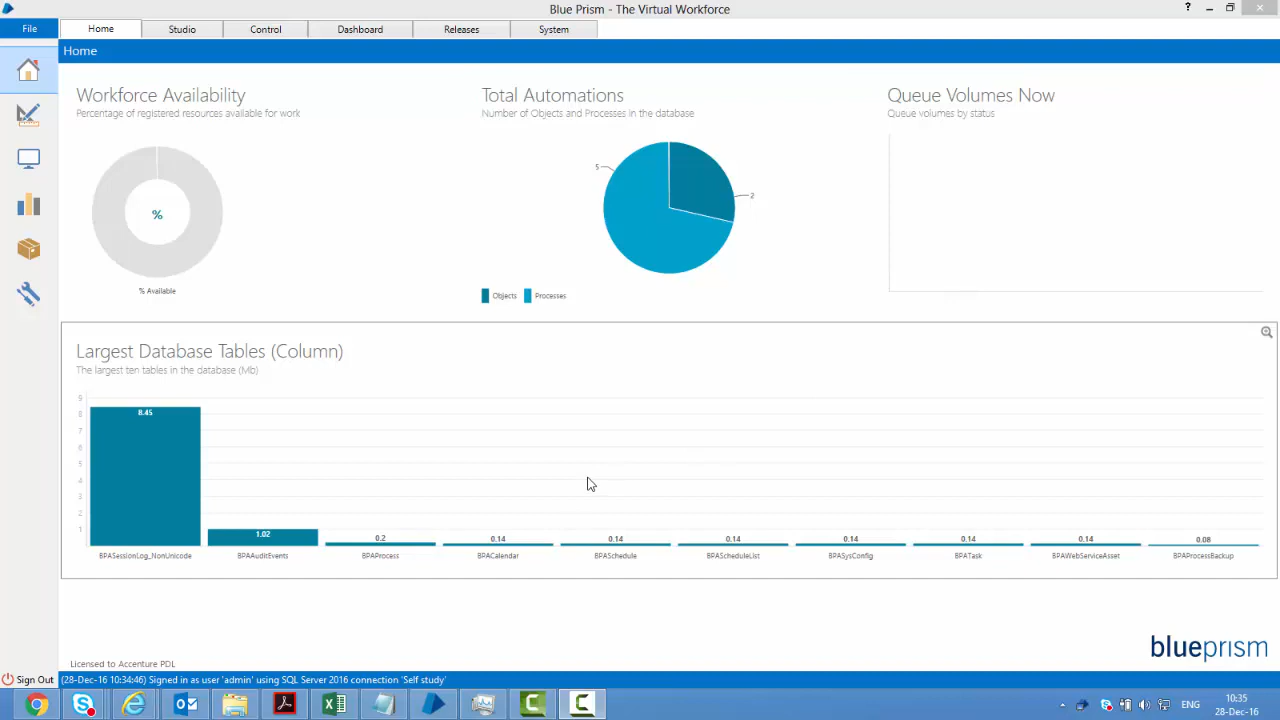 Blue Prism - The Virtual Workforce
?
File
Home
Studio
Control
Dashboard
Releases
System
Home
Workforce Availability
Percentage of registered resources available for work
%
% Available
Total Automations
Number of Objects and Processes in the database
5
2
Objects
Processes
Queue Volumes Now
Queue volumes by status
Largest Database Tables (Column)
The largest ten tables in the database (Mb)
9
8
7
6
5
4
3
2
1
8.45
1.02
0.2
0.14
0.14
0.14
0.14
0.14
0.14
0.08
BPASessionLog_NonUnicode
BPAAuditEvents
BPAProcess
BPACalendar
BPASchedule
BPAScheduleList
BPASysConfig
BPATask
BPAWebServiceAsset
BPAProcessBackup
blueprism
Licensed to Accenture PDL
Sign Out
(28-Dec-16 10:34:46) Signed in as user 'admin' using SQL Server 2016 connection 'Self study'
ENG
10:35
28-Dec-16